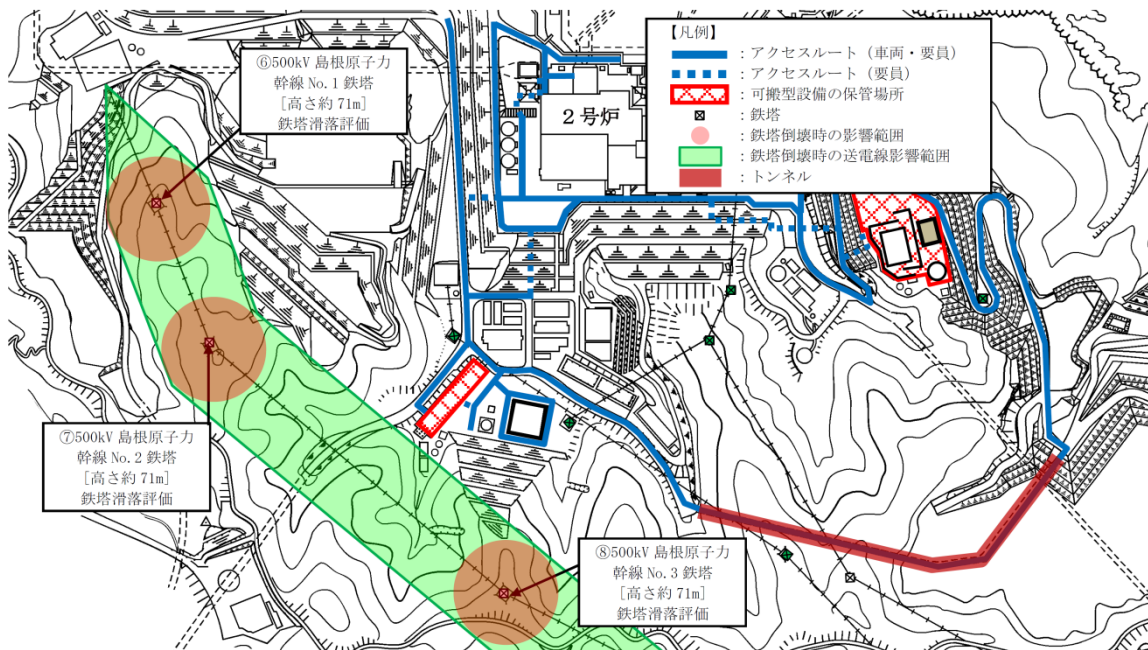 ⑥500kV 島根原子力
幹線 No.1 鉄塔
[高さ約 71m]
鉄塔滑落評価
２号炉
【凡例】
：アクセスルート（車両・要員）
：アクセスルート（要員）
：可搬型設備の保管場所
：鉄塔
：鉄塔倒壊時の影響範囲
：鉄塔倒壊時の送電線影響範囲
：トンネル
⑦500kV 島根原子力
幹線 No.2 鉄塔
[高さ約 71m]
鉄塔滑落評価
⑧500kV 島根原子力
幹線 No.3 鉄塔
[高さ約 71m]
鉄塔滑落評価